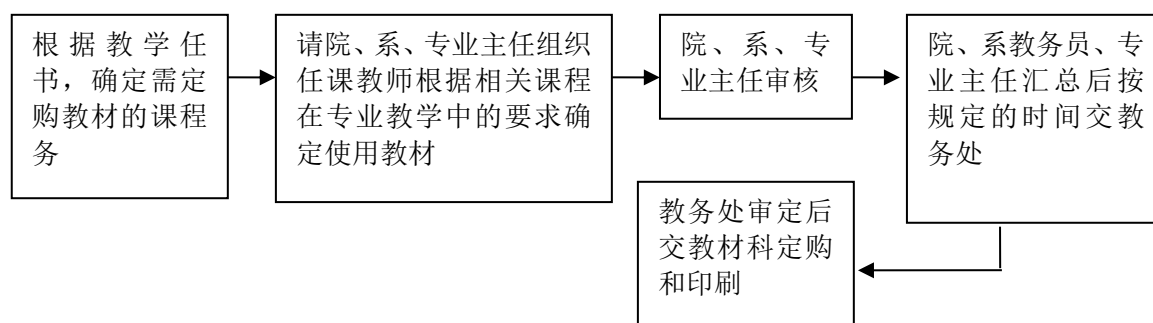 根据教学任
书，确定需定
购教材的课程
务
请院、系、专业主任组织
任课教师根据相关课程
在专业教学中的要求确
定使用教材
院、系、专
业主任审核
院、系教务员、专
业主任汇总后按
规定的时间交教
务处
教务处审定后
交教材科定购
和印刷